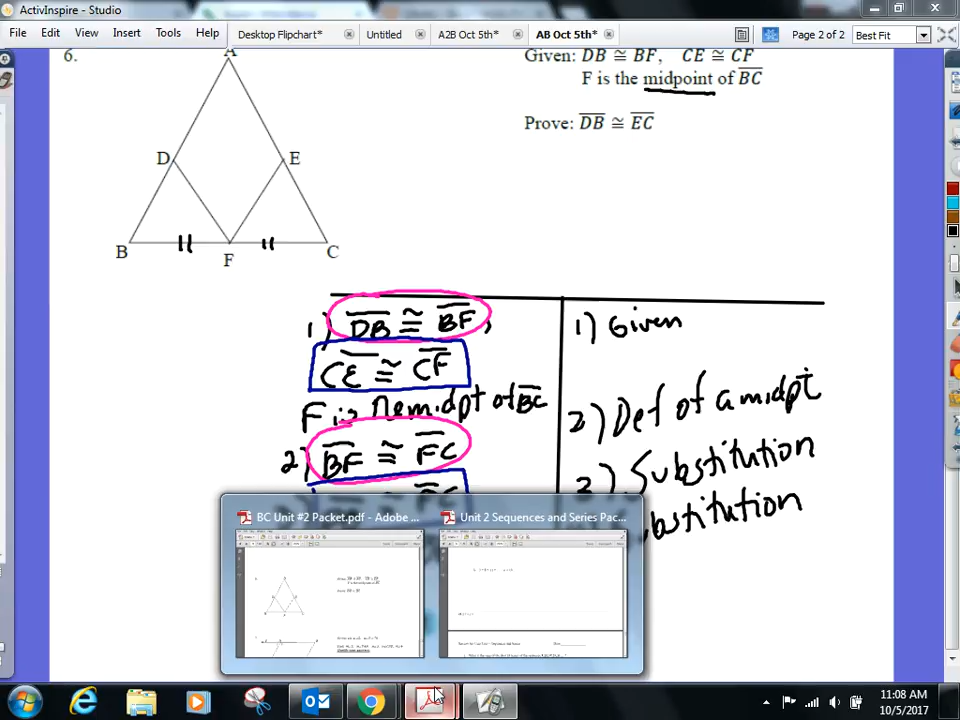 ActivInspire - Studio
File Edit View Insert Tools Help Desktop Flipchart* Untitled A2B Oct 5th* AB Oct 5th* Page 2 of 2 Best Fit
6.
A
D
E
B
F
C
Given: DB ≅ BF, CE ≅ CF
F is the midpoint of BC
Prove: DB ≅ EC
1) DB ≅ BF,
CE ≅ CF
F is the midpt of BC
2) BF ≅ FC
1) Given
2) Def of a midpt
3) Substitution
BC Unit #2 Packet.pdf - Adobe ...
Unit 2 Sequences and Series Pac...
11:08 AM
10/5/2017